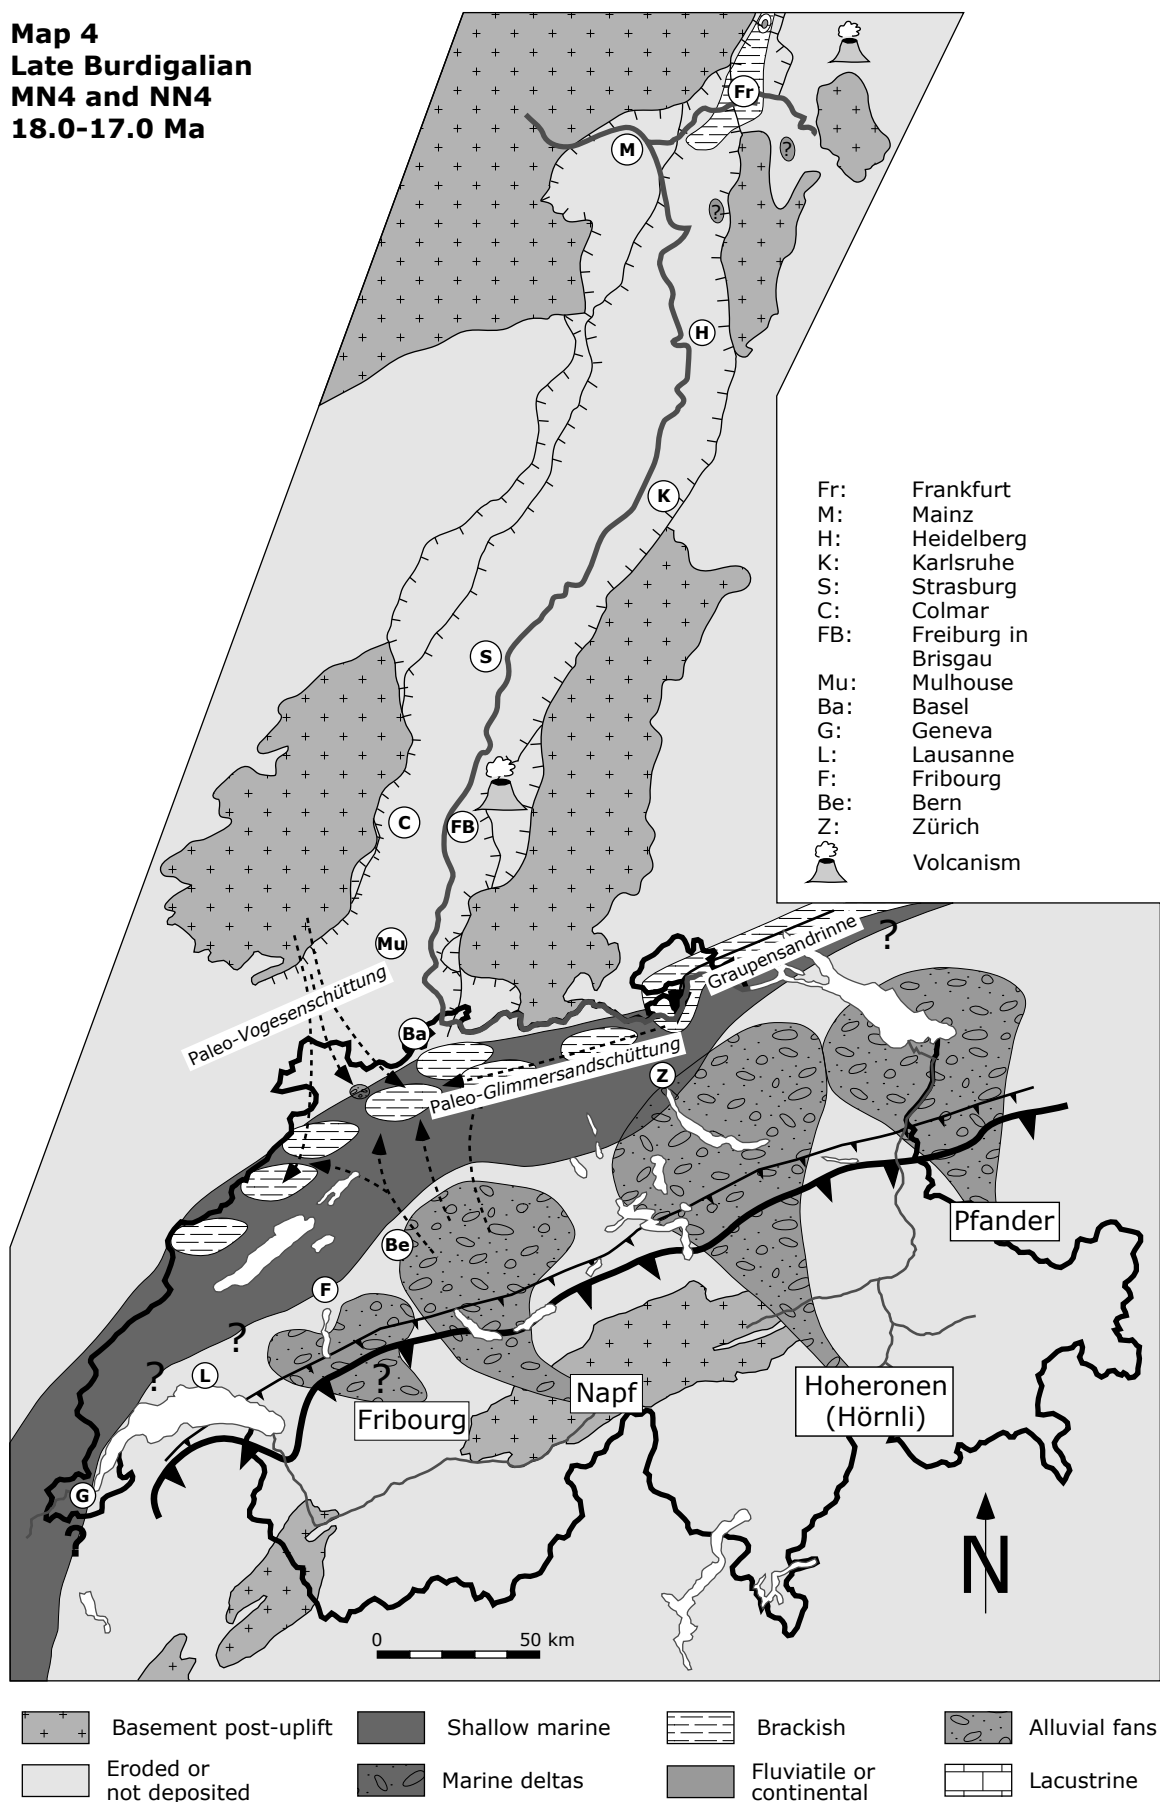 Map 4
Late Burdigalian
MN4 and NN4
18.0-17.0 Ma
Fr
M
?
?
H
K
Fr: Frankfurt
M: Mainz
H: Heidelberg
K: Karlsruhe
S: Strasburg
C: Colmar
FB: Freiburg in
Brisgau
Mu: Mulhouse
Ba: Basel
G: Geneva
L: Lausanne
F: Fribourg
Be: Bern
Z: Zürich
Volcanism
S
C
FB
Mu
Graupensandrinne
?
Paleo-Vogesenschüttung
Ba
Paleo-Glimmersandschüttung
Z
Pfander
Be
F
?
?
L
?
Fribourg
Napf
Hoheronen
(Hörnli)
G
?
N
0 50 km
Basement post-uplift
Shallow marine
Brackish
Alluvial fans
Eroded or
not deposited
Marine deltas
Fluviatile or
continental
Lacustrine